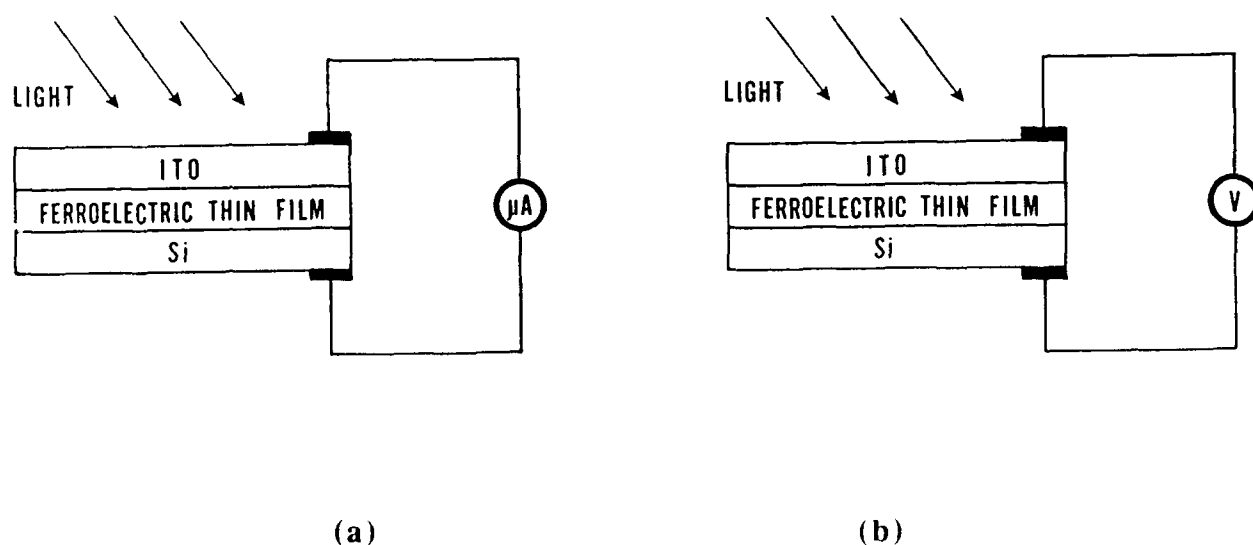 LIGHT
ITO
FERROELECTRIC THIN FILM
Si
µA
(a)
LIGHT
ITO
FERROELECTRIC THIN FILM
Si
V
(b)